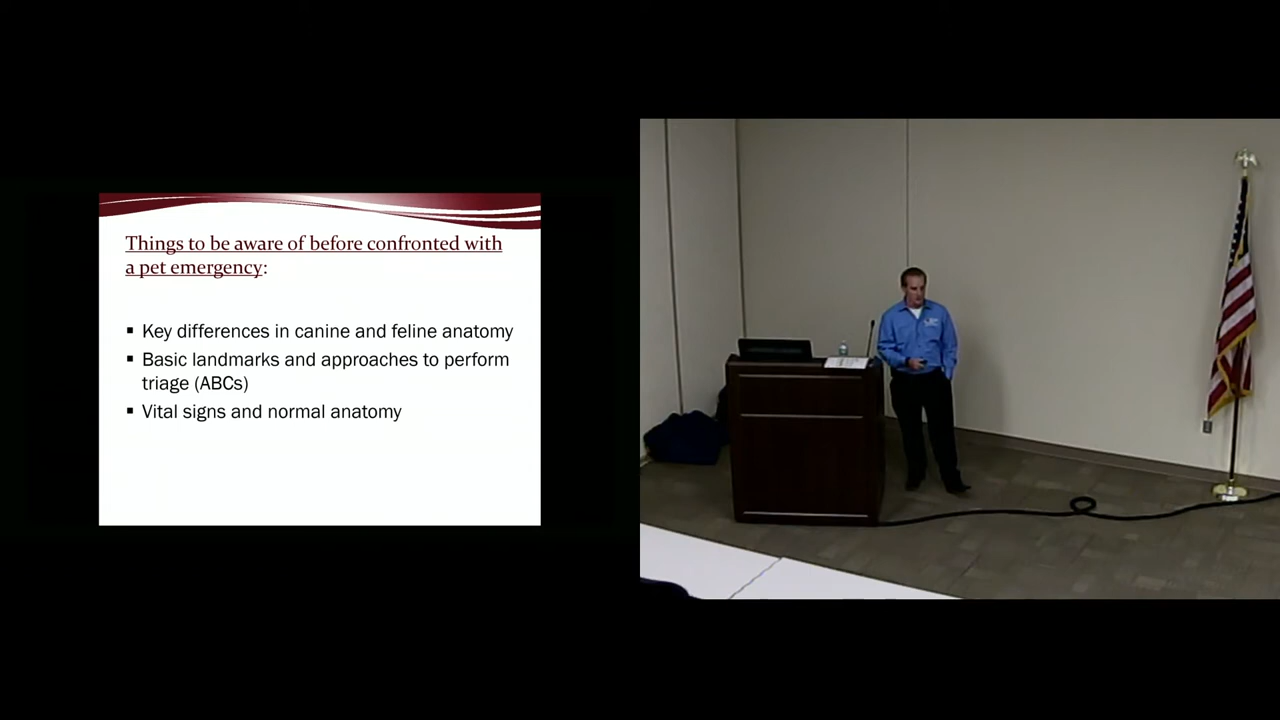 Things to be aware of before confronted with
a pet emergency:
▪ Key differences in canine and feline anatomy
▪ Basic landmarks and approaches to perform
triage (ABCs)
▪ Vital signs and normal anatomy